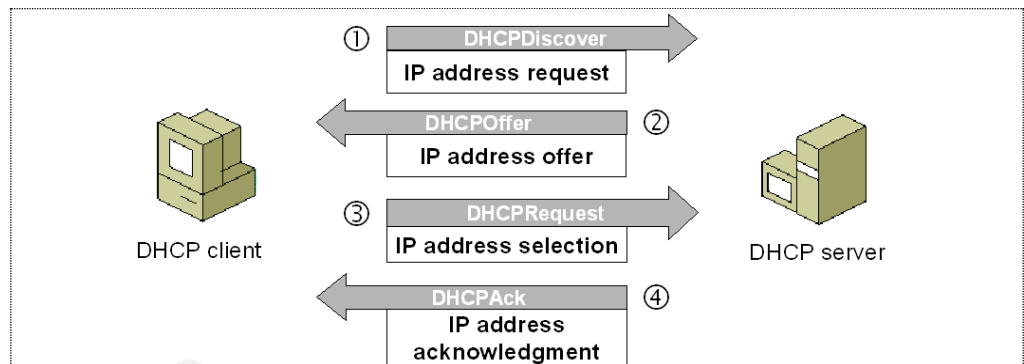 ① DHCPDiscover
IP address request
DHCPOffer ②
IP address offer
③ DHCPRequest
IP address selection
DHCP client
DHCP server
DHCPAck ④
IP address
acknowledgment